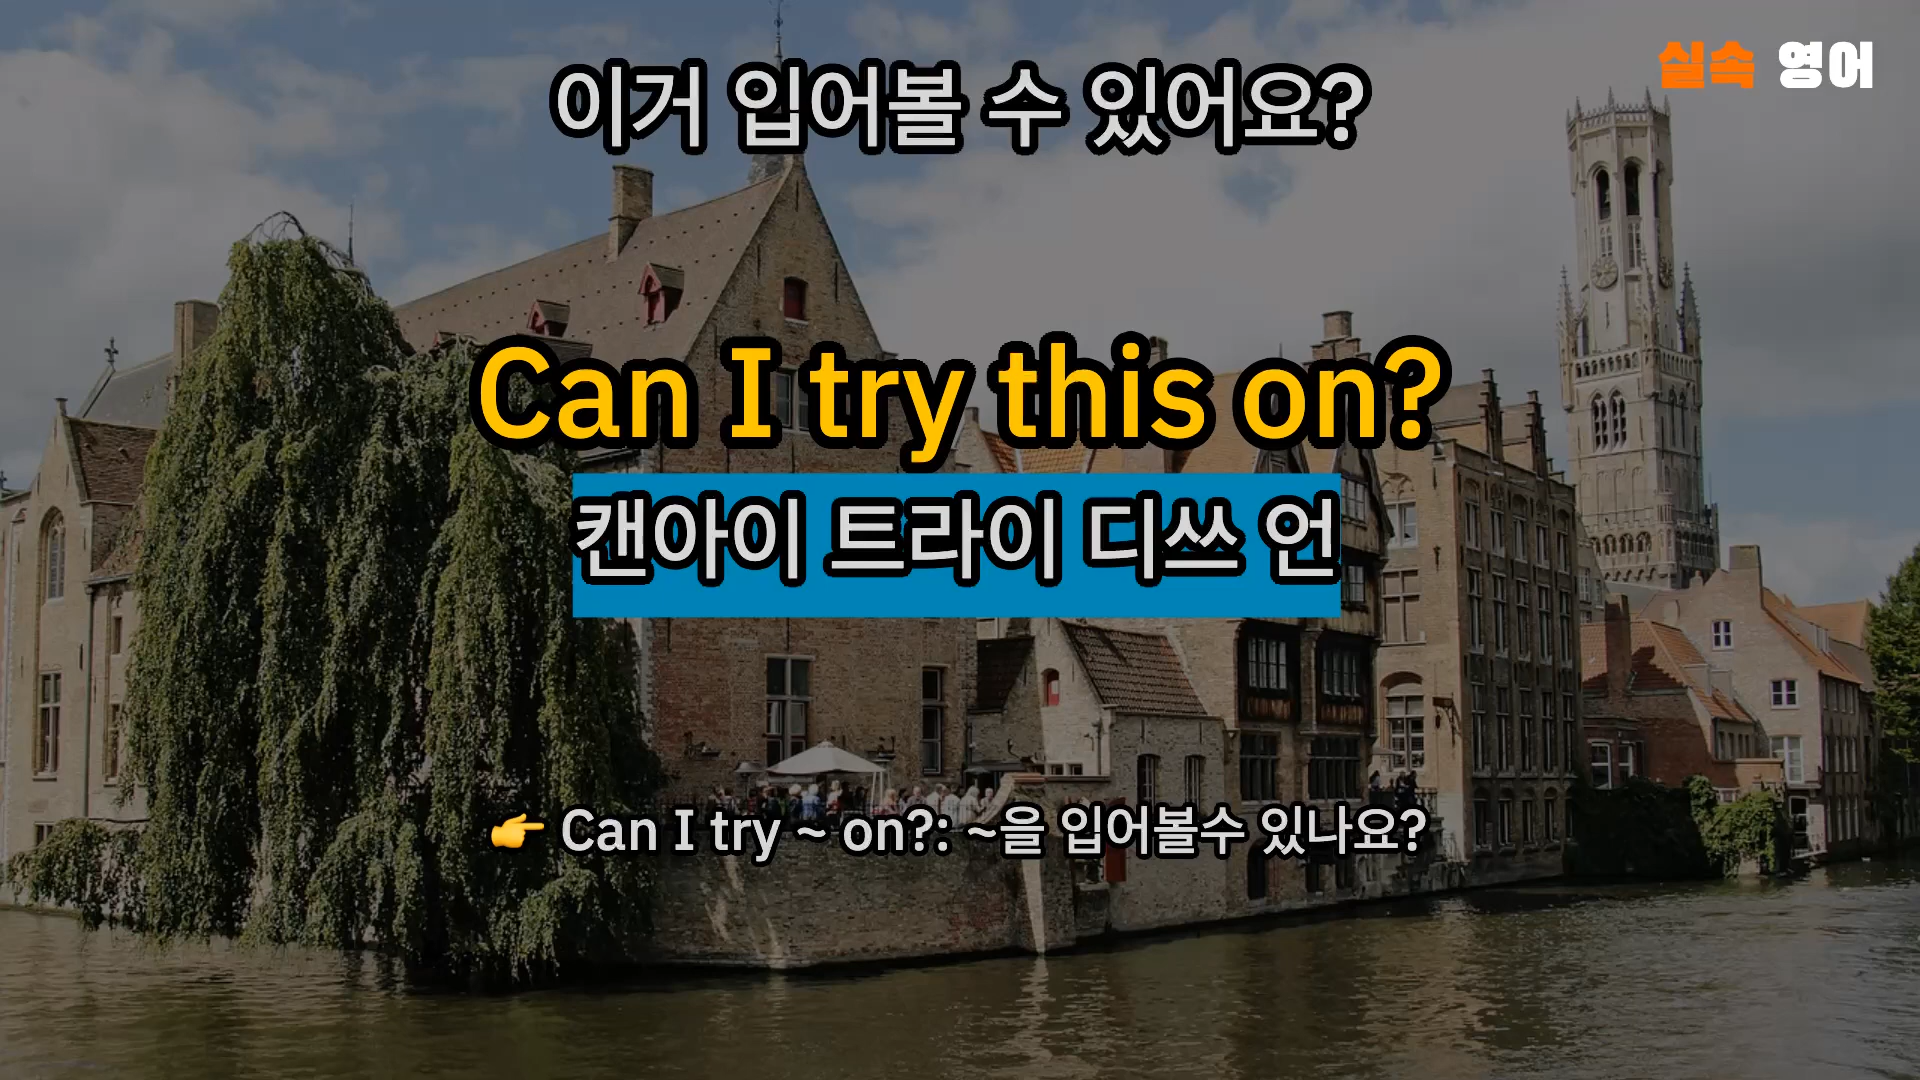 실속 영어
이거 입어볼 수 있어요?
Can I try this on?
캔아이 트라이 디쓰 언
👉 Can I try ~ on?: ~을 입어볼수 있나요?